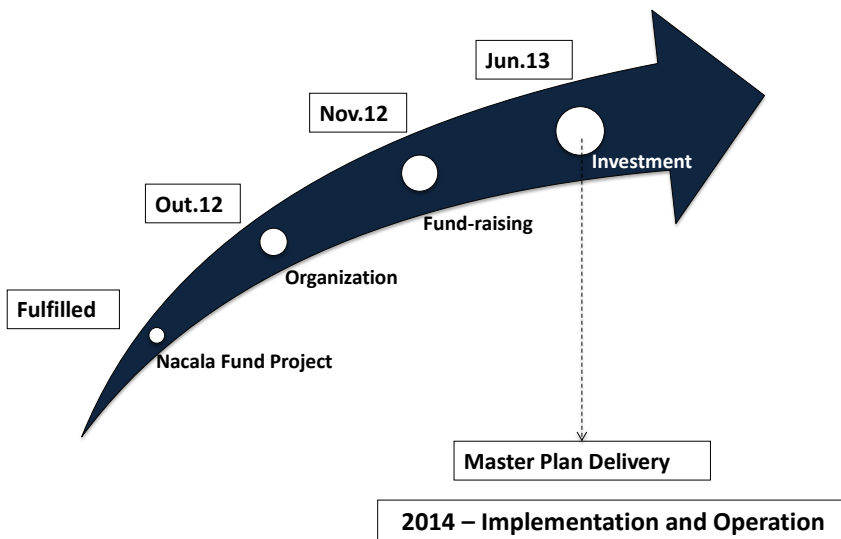 Jun.13
Nov.12
Investment
Out.12
Fund-raising
Organization
Fulfilled
Nacala Fund Project
Master Plan Delivery
2014 – Implementation and Operation